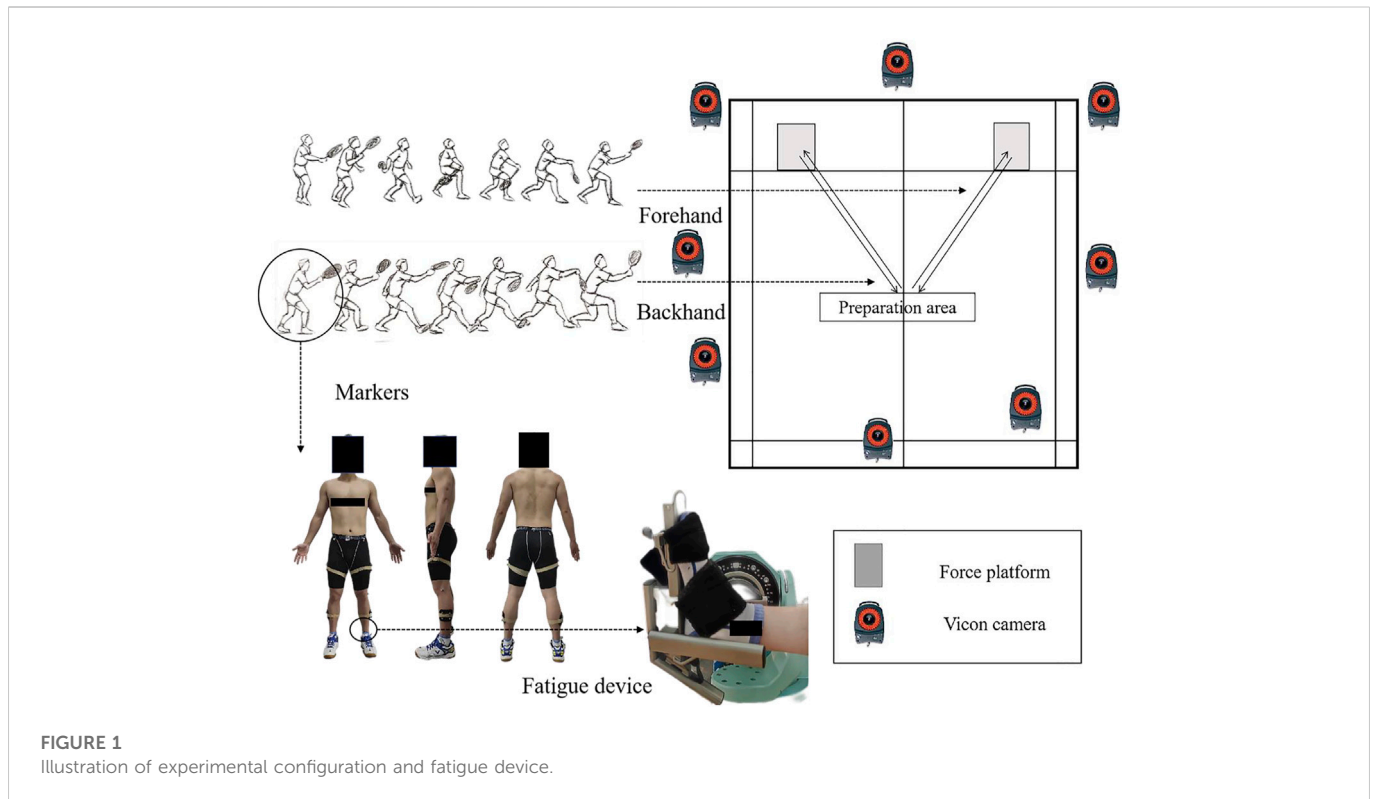 Forehand
Backhand
Preparation area
Markers
Fatigue device
Force platform
Vicon camera
FIGURE 1
Illustration of experimental configuration and fatigue device.